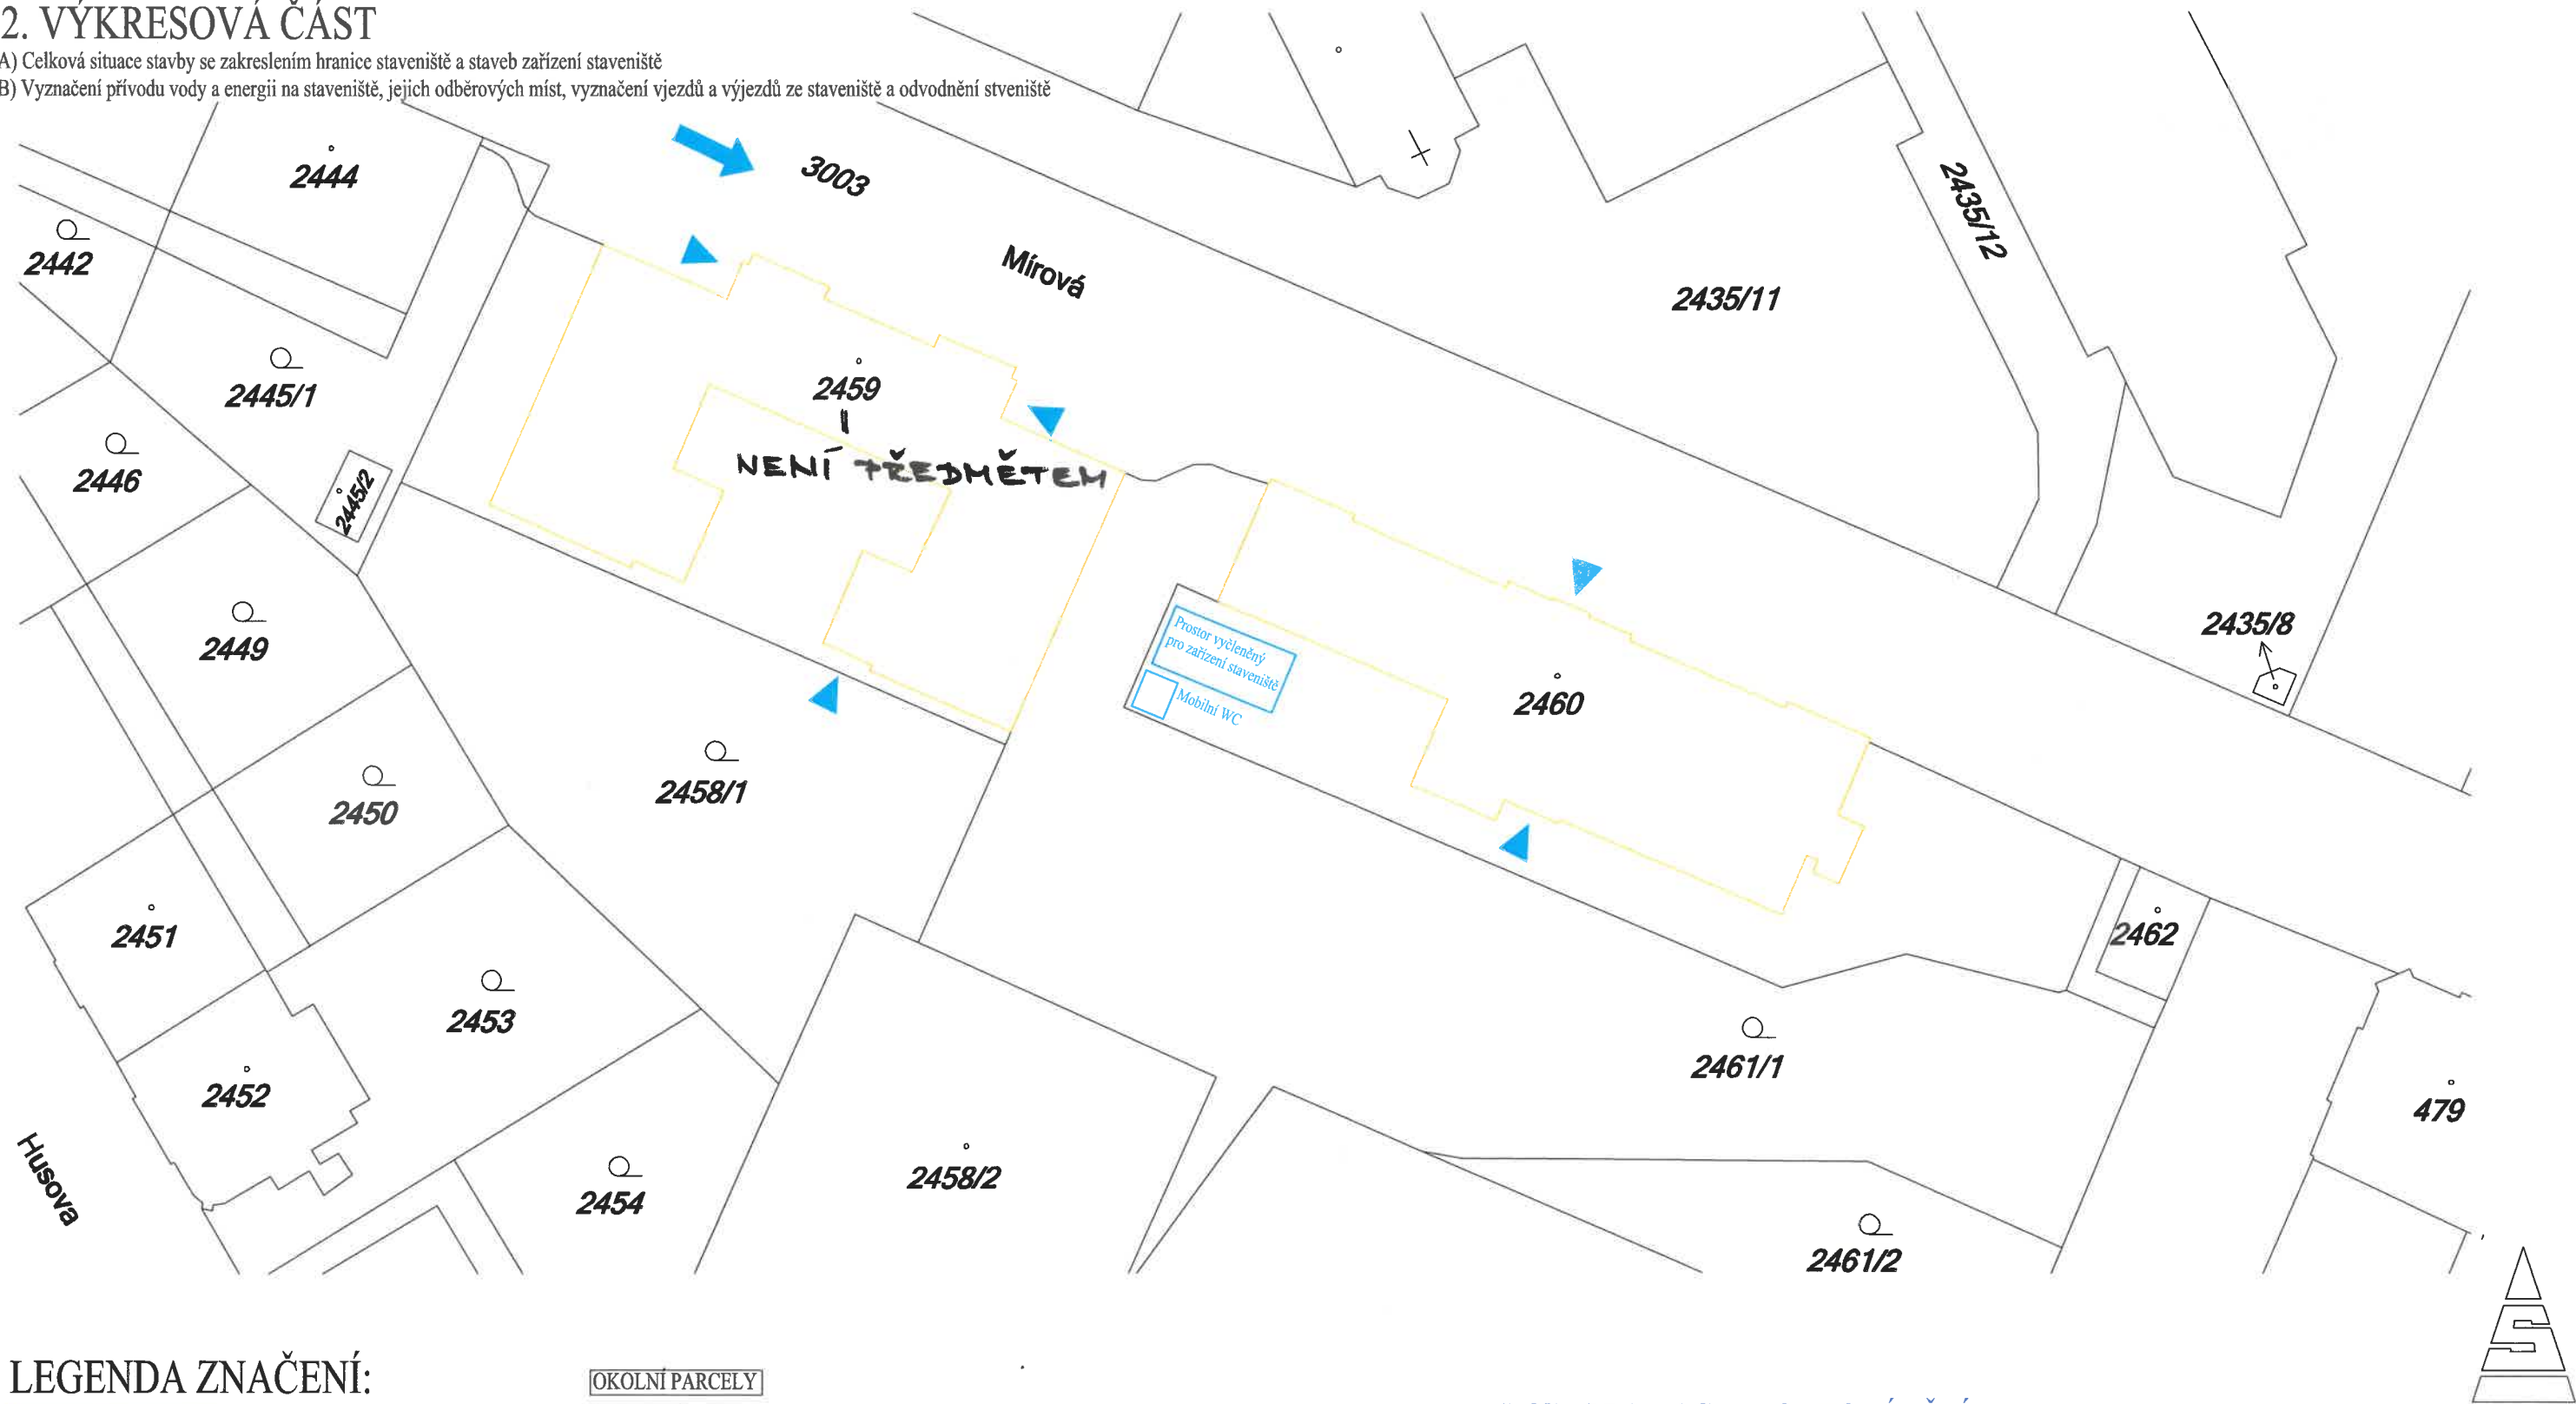 2. VÝKRESOVÁ ČÁST
A) Celková situace stavby se zakreslením hranice staveniště a staveb zařízení staveniště
B) Vyznačení přívodu vody a energii na staveniště, jejich odběrových míst, vyznačení vjezdů a výjezdů ze staveniště a odvodnění stveniště
2444
3003
2435/12
2442
Mírová
2435/11
2445/1
2459
NENÍ PŘEDMĚTEM
2446
2445/2
2449
2435/8
Prostor vyčleněný
pro zařízení staveniště
Mobilní WC
2460
2458/1
2450
2451
2462
2453
2461/1
2452
479
Husova
2454
2458/2
2461/2
S
LEGENDA ZNAČENÍ:
OKOLNÍ PARCELY